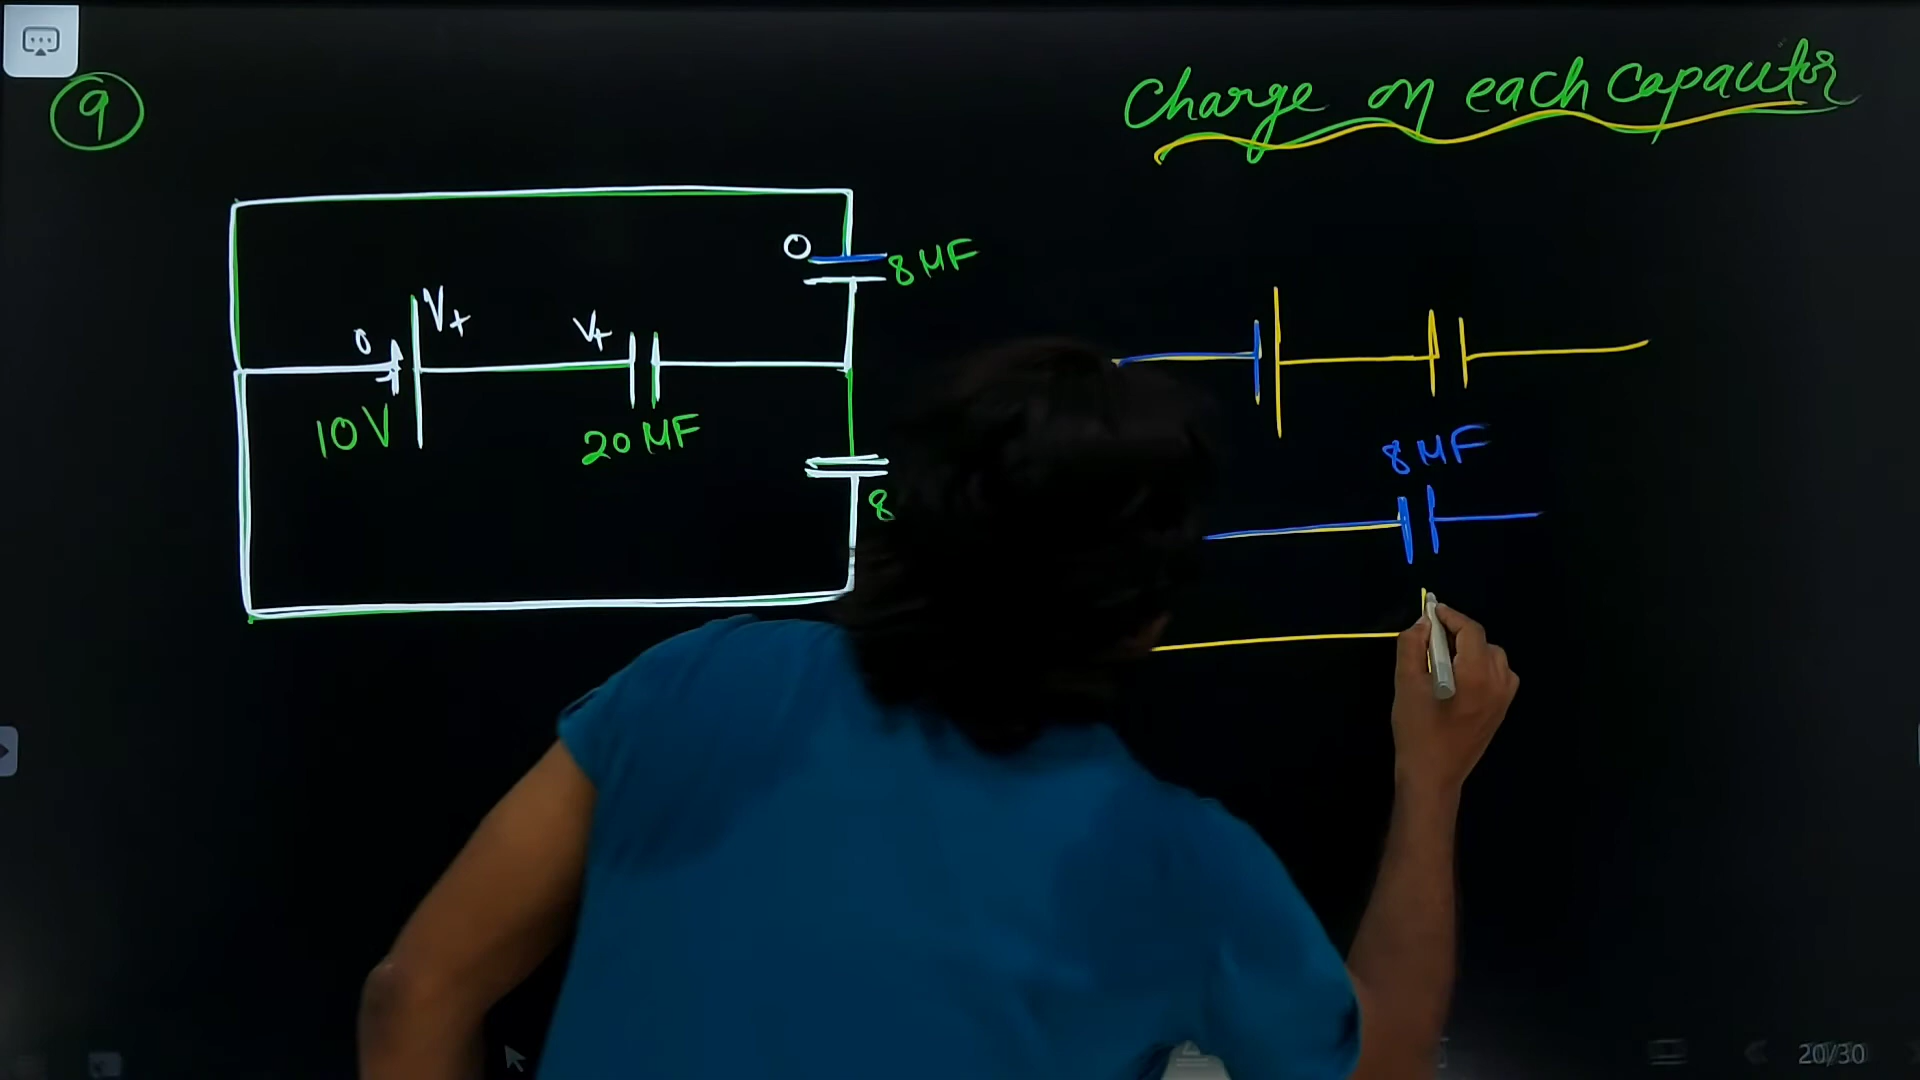 9
Charge on each capacitor
0
8 MF
0
V+
V+
10V
20 MF
8 MF
8
20/30